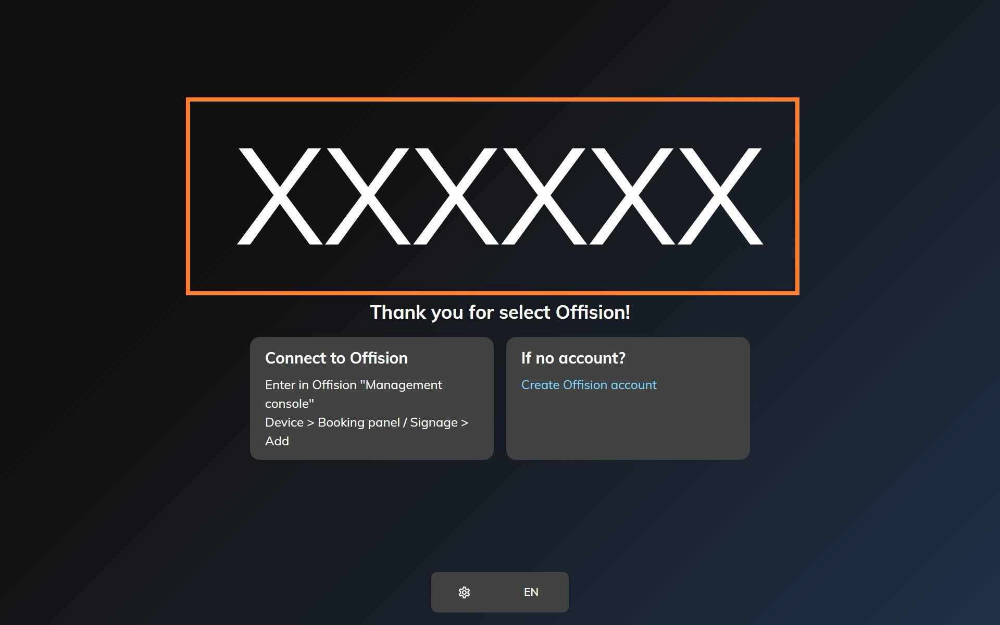 XXXXXX
Thank you for select Offision!
Connect to Offision
Enter in Offision "Management
console"
Device > Booking panel / Signage >
Add
If no account?
Create Offision account
EN